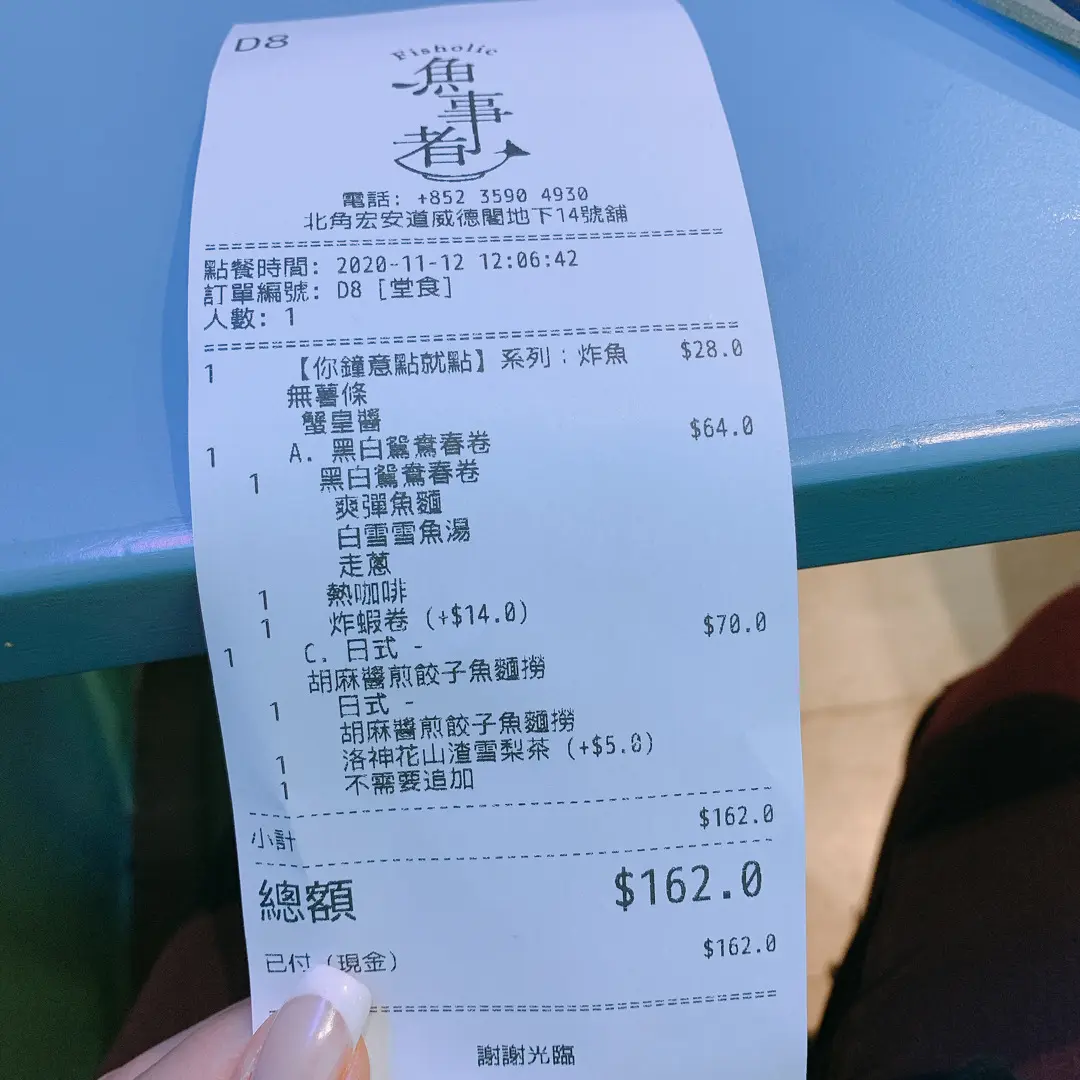 D8
Fisholic
魚事者
電話: +852 3590 4930
北角宏安道威德閣地下14號舖
點餐時間: 2020-11-12 12:06:42
訂單編號: D8 [堂食]
人數: 1
1 【你鐘意點就點】系列：炸魚 $28.0
無薯條
蟹皇醬
1 A. 黑白鴛鴦春卷 $64.0
1 黑白鴛鴦春卷
爽彈魚麵
白雪雪魚湯
走蔥
1 熱咖啡
1 炸蝦卷 (+$14.0)
1 C. 日式 - $70.0
胡麻醬煎餃子魚麵撈
1 日式 -
胡麻醬煎餃子魚麵撈
1 洛神花山渣雪梨茶 (+$5.0)
1 不需要追加
小計 $162.0
總額 $162.0
已付 (現金) $162.0
謝謝光臨